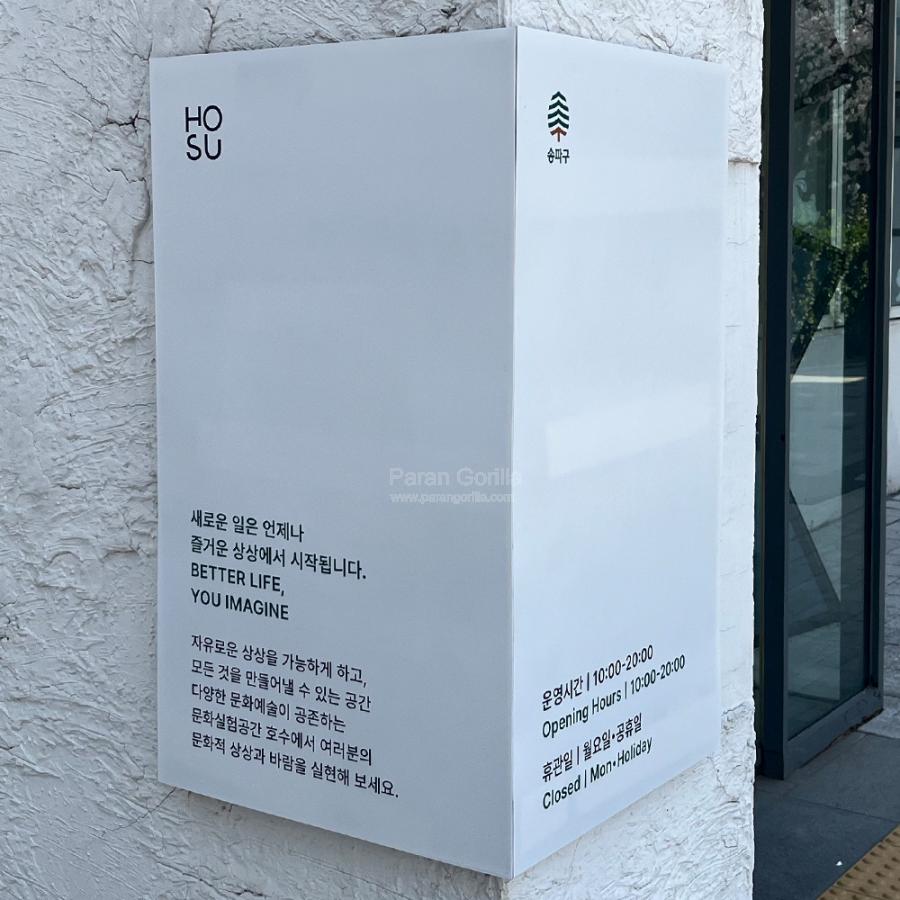 HO
SU
새로운 일은 언제나
즐거운 상상에서 시작됩니다.
BETTER LIFE,
YOU IMAGINE
자유로운 상상을 가능하게 하고,
모든 것을 만들어낼 수 있는 공간
다양한 문화예술이 공존하는
문화실험공간 호수에서 여러분의
문화적 상상과 바람을 실현해 보세요.
송파구
운영시간 | 10:00-20:00
Opening Hours | 10:00-20:00
휴관일 | 월요일•공휴일
Closed | Mon•Holiday
Paran Gorilla
www.parangorilla.com